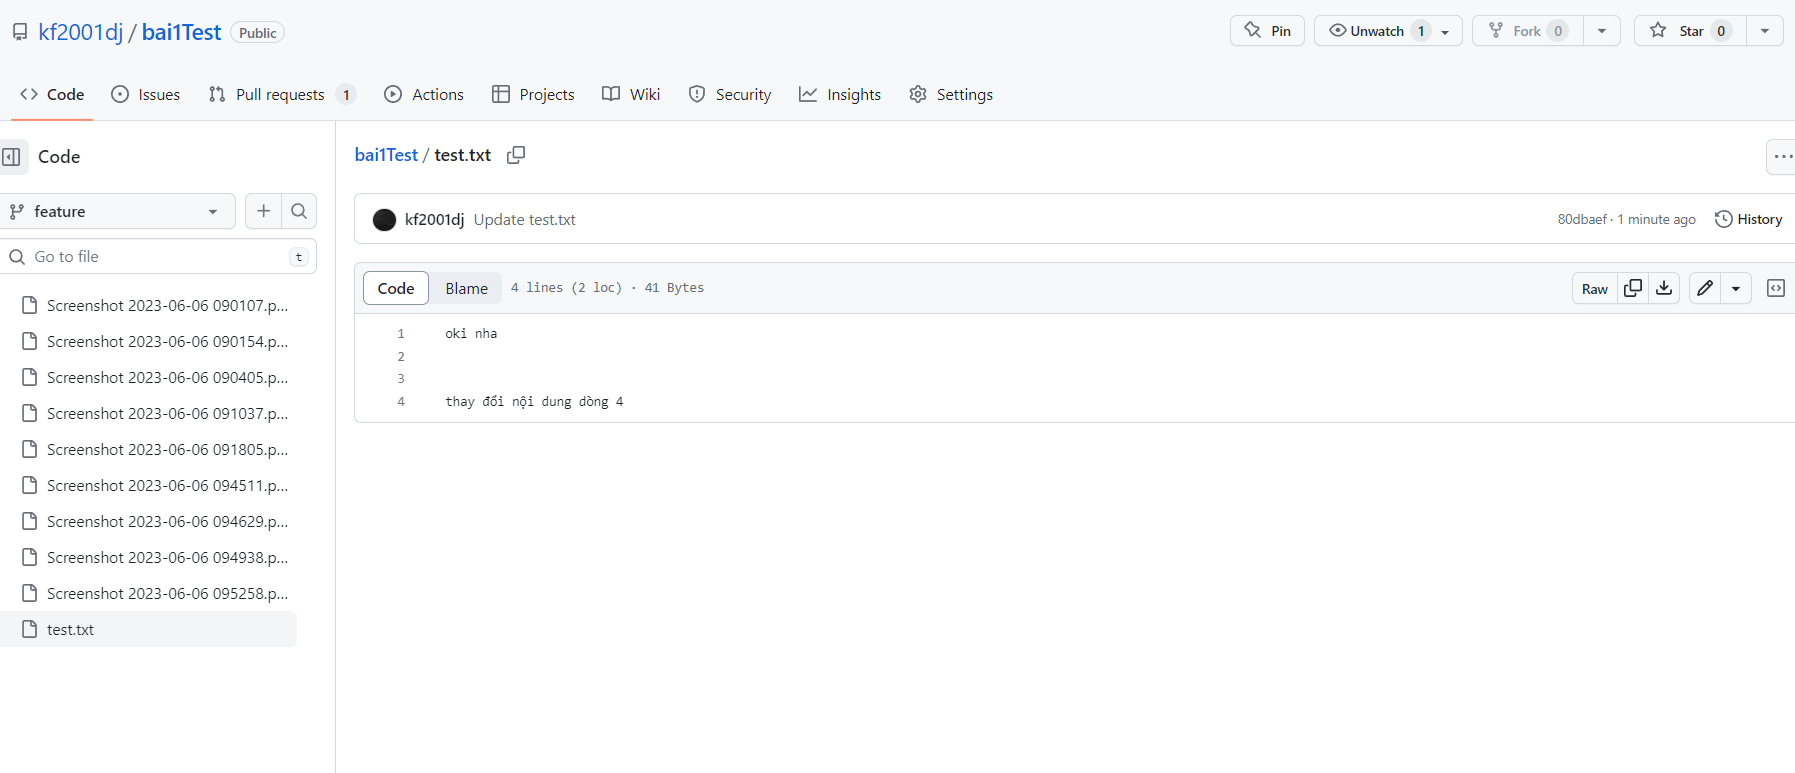 kf2001dj / bai1Test Public
Pin
Unwatch 1
Fork 0
Star 0
Code
Issues
Pull requests 1
Actions
Projects
Wiki
Security
Insights
Settings
Code
feature
Go to file
t
Screenshot 2023-06-06 090107.p...
Screenshot 2023-06-06 090154.p...
Screenshot 2023-06-06 090405.p...
Screenshot 2023-06-06 091037.p...
Screenshot 2023-06-06 091805.p...
Screenshot 2023-06-06 094511.p...
Screenshot 2023-06-06 094629.p...
Screenshot 2023-06-06 094938.p...
Screenshot 2023-06-06 095258.p...
test.txt
bai1Test / test.txt
kf2001dj Update test.txt
80dbaef · 1 minute ago
History
Code
Blame
4 lines (2 loc) · 41 Bytes
Raw
1 oki nha
2
3
4 thay đổi nội dung dòng 4